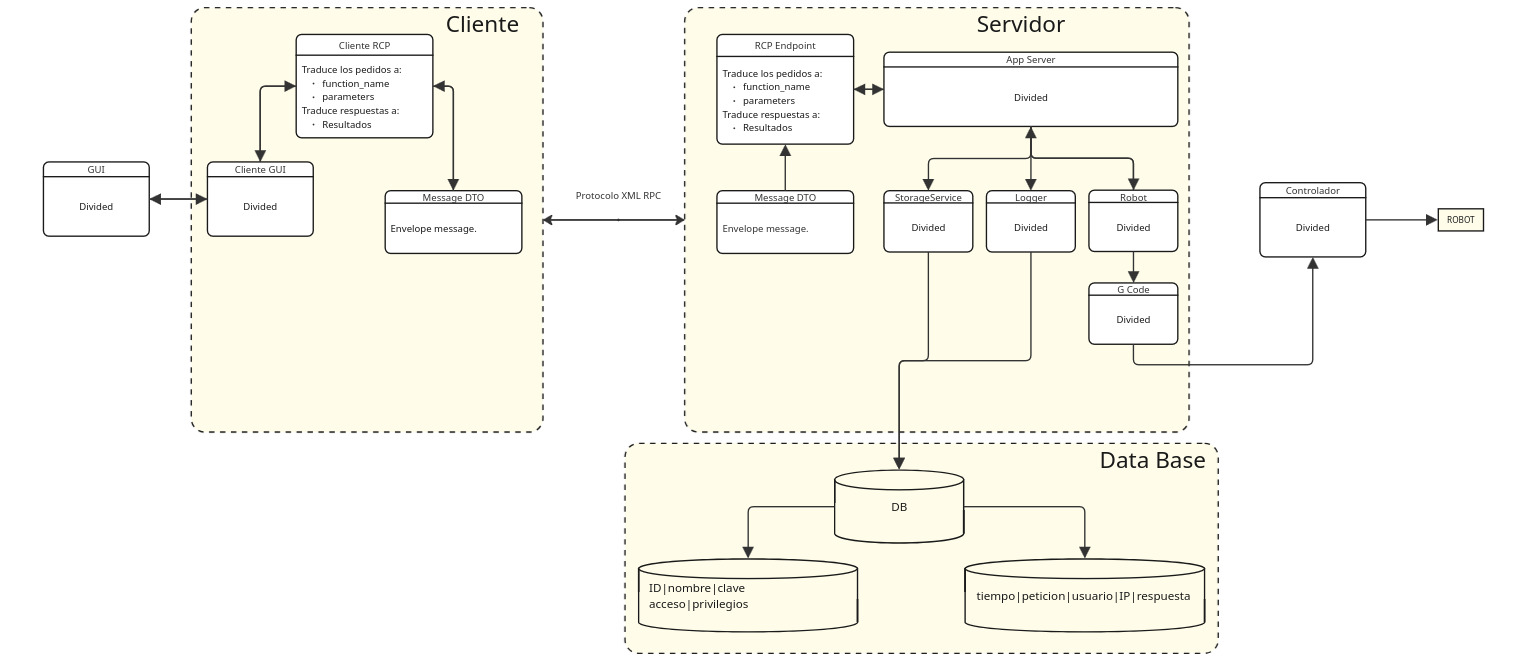 Cliente
Cliente RCP
Traduce los pedidos a:
· function_name
· parameters
Traduce respuestas a:
· Resultados
GUI
Divided
Cliente GUI
Divided
Message DTO
Envelope message.
Protocolo XML RPC
Servidor
RCP Endpoint
Traduce los pedidos a:
· function_name
· parameters
Traduce respuestas a:
· Resultados
App Server
Divided
Message DTO
Envelope message.
StorageService
Divided
Logger
Divided
Robot
Divided
G Code
Divided
Controlador
Divided
ROBOT
Data Base
DB
ID|nombre|clave
acceso|privilegios
tiempo|peticion|usuario|IP|respuesta